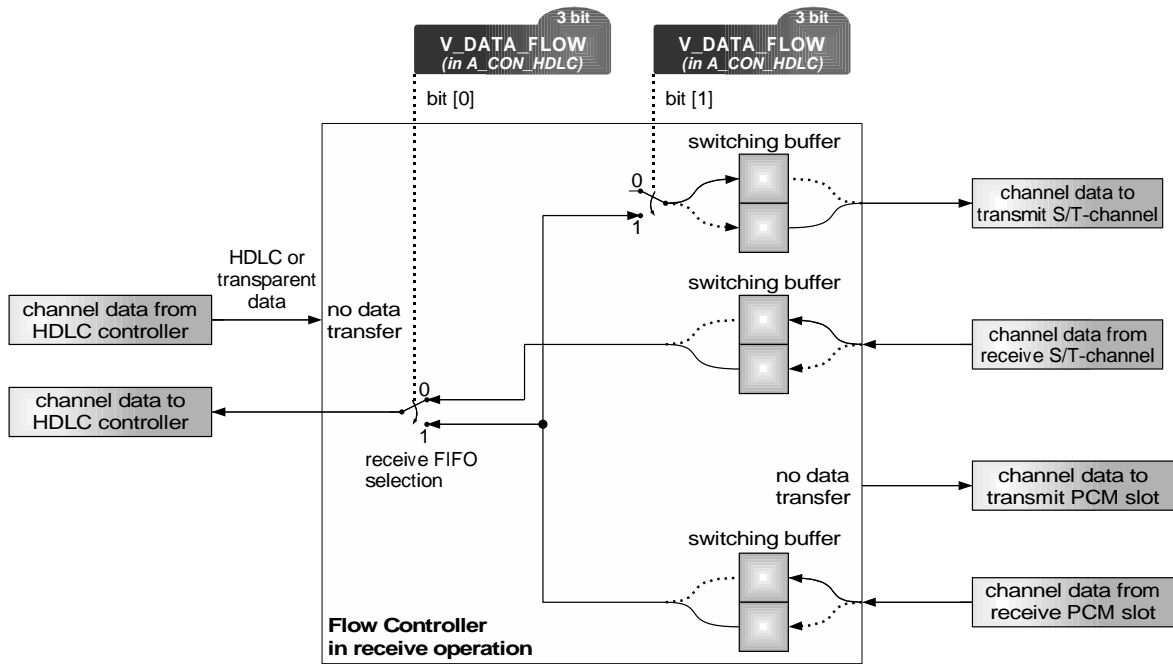 3 bit
V_DATA_FLOW
(in A_CON_HDLC)
3 bit
V_DATA_FLOW
(in A_CON_HDLC)
bit [0]
bit [1]
switching buffer
0
1
channel data to
transmit S/T-channel
HDLC or
transparent
data
channel data from
HDLC controller
no data
transfer
switching buffer
channel data from
receive S/T-channel
channel data to
HDLC controller
0
1
receive FIFO
selection
no data
transfer
channel data to
transmit PCM slot
switching buffer
channel data from
receive PCM slot
Flow Controller
in receive operation